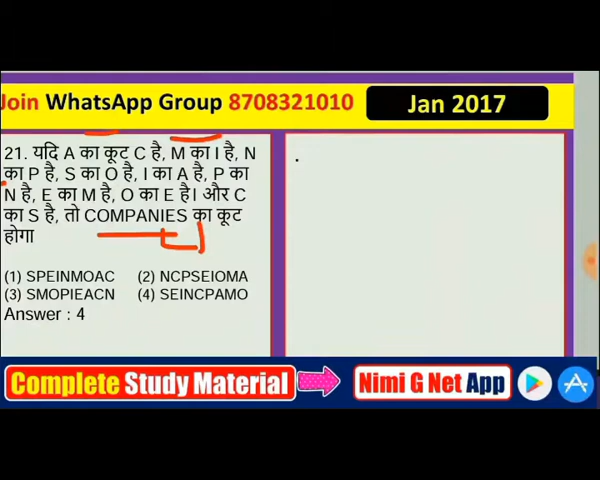 Join WhatsApp Group 8708321010
Jan 2017
21. यदि A का कूट C है, M का I है, N
का P है, S का O है, I का A है, P का
N है, E का M है, O का E है। और C
का S है, तो COMPANIES का कूट
होगा
(1) SPEINMOAC (2) NCPSEIOMA
(3) SMOPIEACN (4) SEINCPAMO
Answer : 4
Complete Study Material
Nimi G Net App